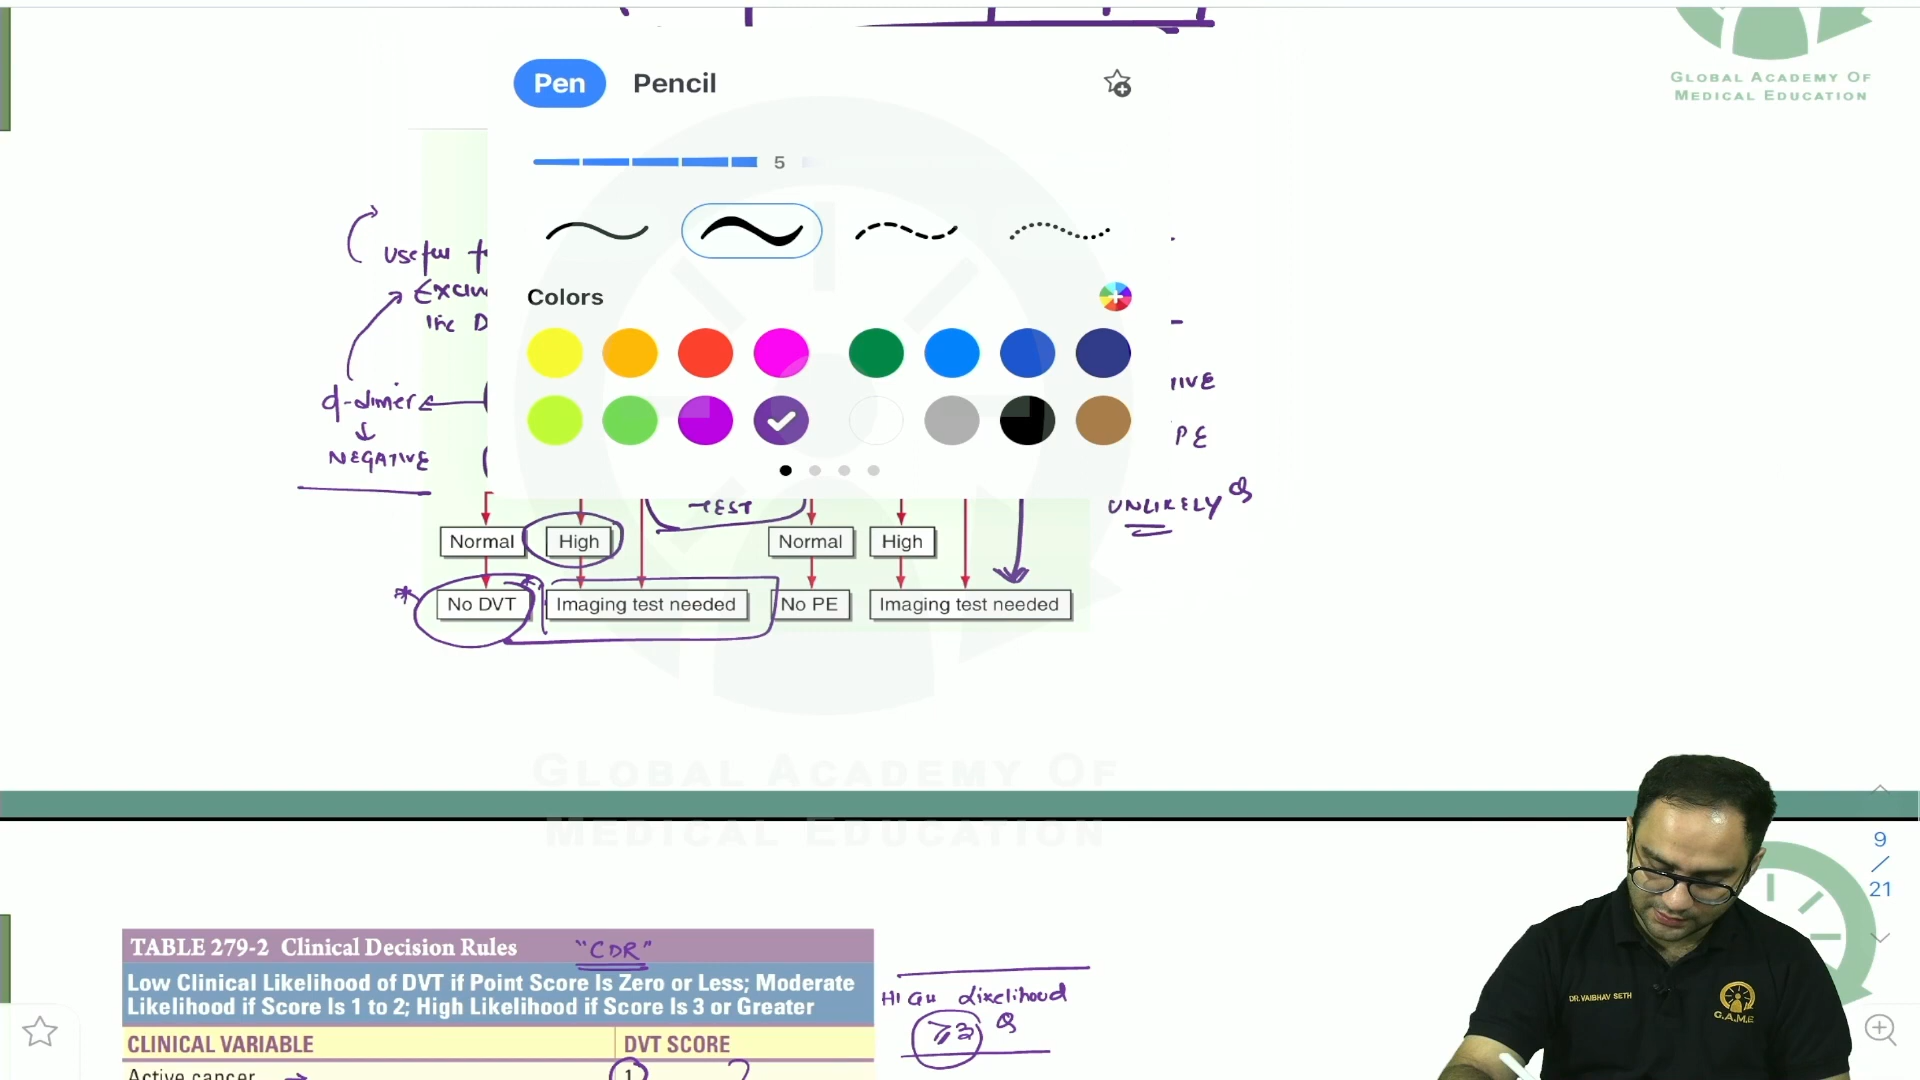 GLOBAL ACADEMY OF
MEDICAL EDUCATION
Pen
Pencil
5
useful
Colors
d-dimer
NEGATIVE
PE
TEST
UNLIKELY
Normal
High
Normal
High
No DVT
Imaging test needed
No PE
Imaging test needed
GLOBAL ACADEMY OF
MEDICAL EDUCATION
9
/
21
TABLE 279-2 Clinical Decision Rules
"CDR"
Low Clinical Likelihood of DVT if Point Score Is Zero or Less; Moderate
Likelihood if Score Is 1 to 2; High Likelihood if Score Is 3 or Greater
HIGH Likelihood
≥3
CLINICAL VARIABLE
DVT SCORE
Active cancer
1
DR. VAIBHAV SETH
G.A.M.E